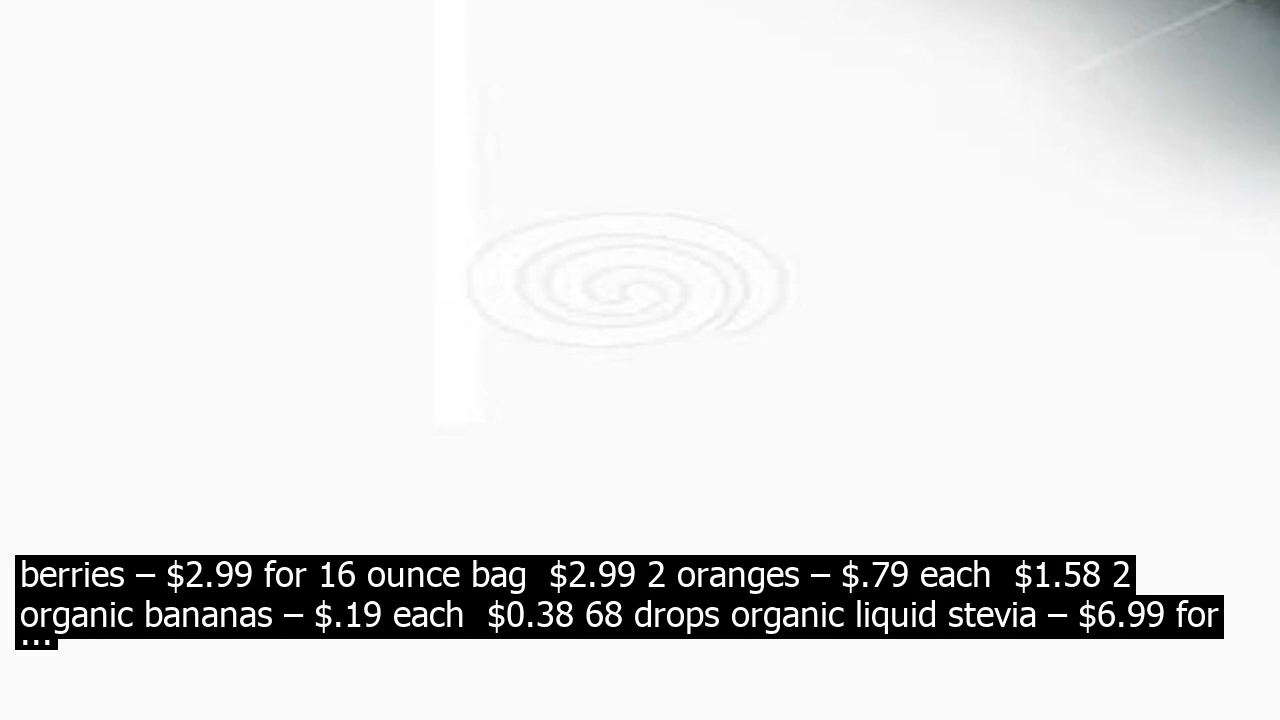 berries – $2.99 for 16 ounce bag  $2.99 2 oranges – $.79 each  $1.58 2
organic bananas – $.19 each  $0.38 68 drops organic liquid stevia – $6.99 for
...